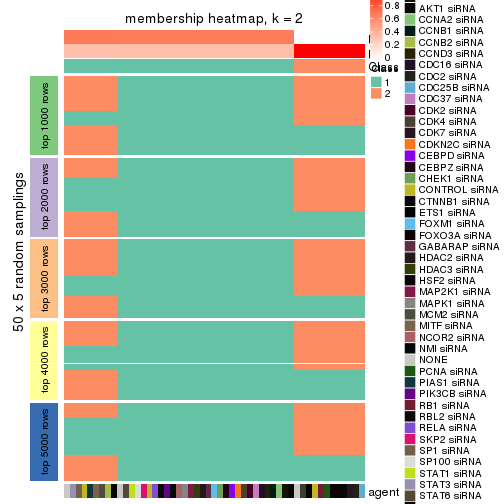 membership heatmap, k = 2
50 x 5 random samplings
top 1000 rows
top 2000 rows
top 3000 rows
top 4000 rows
top 5000 rows
0.8
0.6
0.4
0.2
0
Class
1
2
agent
AKT1 siRNA
CCNA2 siRNA
CCNB1 siRNA
CCNB2 siRNA
CCND3 siRNA
CDC16 siRNA
CDC2 siRNA
CDC25B siRNA
CDC37 siRNA
CDK2 siRNA
CDK4 siRNA
CDK7 siRNA
CDKN2C siRNA
CEBPD siRNA
CEBPZ siRNA
CHEK1 siRNA
CONTROL siRNA
CTNNB1 siRNA
ETS1 siRNA
FOXM1 siRNA
FOXO3A siRNA
GABARAP siRNA
HDAC2 siRNA
HDAC3 siRNA
HSF2 siRNA
MAP2K1 siRNA
MAPK1 siRNA
MCM2 siRNA
MITF siRNA
NCOR2 siRNA
NMI siRNA
NONE
PCNA siRNA
PIAS1 siRNA
PIK3CB siRNA
RB1 siRNA
RBL2 siRNA
RELA siRNA
SKP2 siRNA
SP1 siRNA
SP100 siRNA
STAT1 siRNA
STAT3 siRNA
STAT6 siRNA